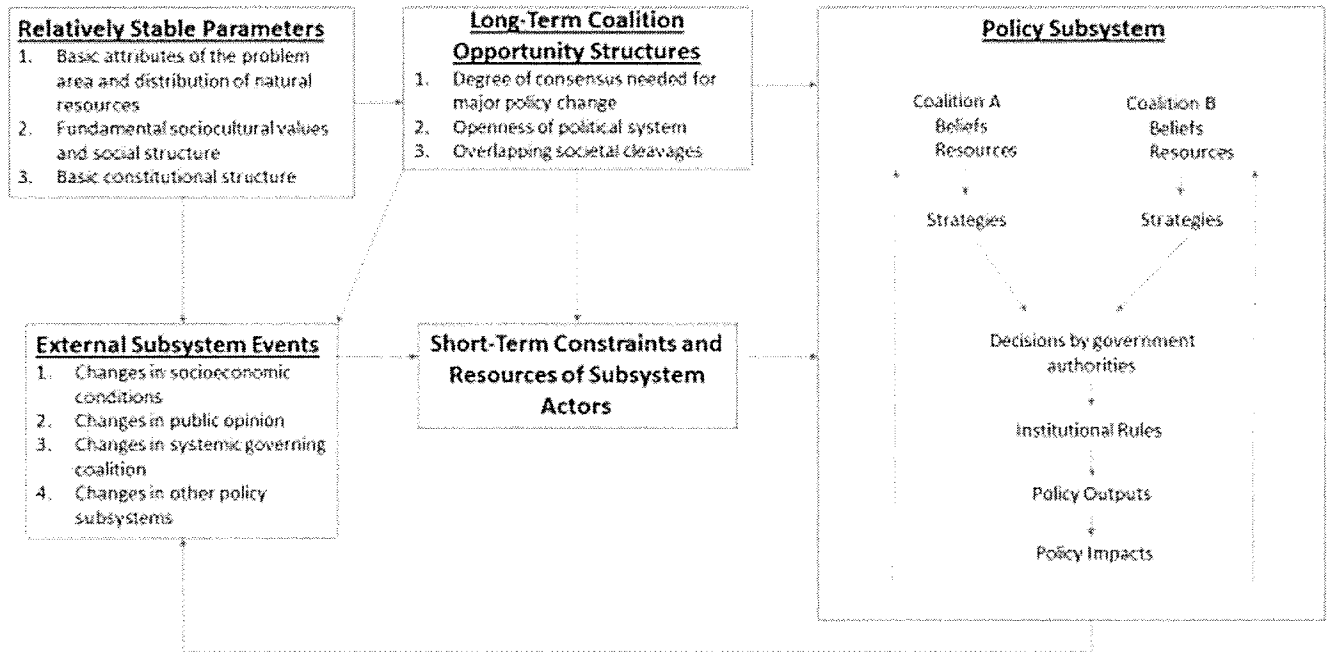 Relatively Stable Parameters
1. Basic attributes of the problem
area and distribution of natural
resources
2. Fundamental sociocultural values
and social structure
3. Basic constitutional structure
Long-Term Coalition
Opportunity Structures
1. Degree of consensus needed for
major policy change
2. Openness of political system
3. Overlapping societal cleavages
External Subsystem Events
1. Changes in socioeconomic
conditions
2. Changes in public opinion
3. Changes in systemic governing
coalition
4. Changes in other policy
subsystems
Short-Term Constraints and
Resources of Subsystem
Actors
Policy Subsystem
Coalition A
Beliefs
Resources
Strategies
Coalition B
Beliefs
Resources
Strategies
Decisions by government
authorities
Institutional Rules
Policy Outputs
Policy Impacts